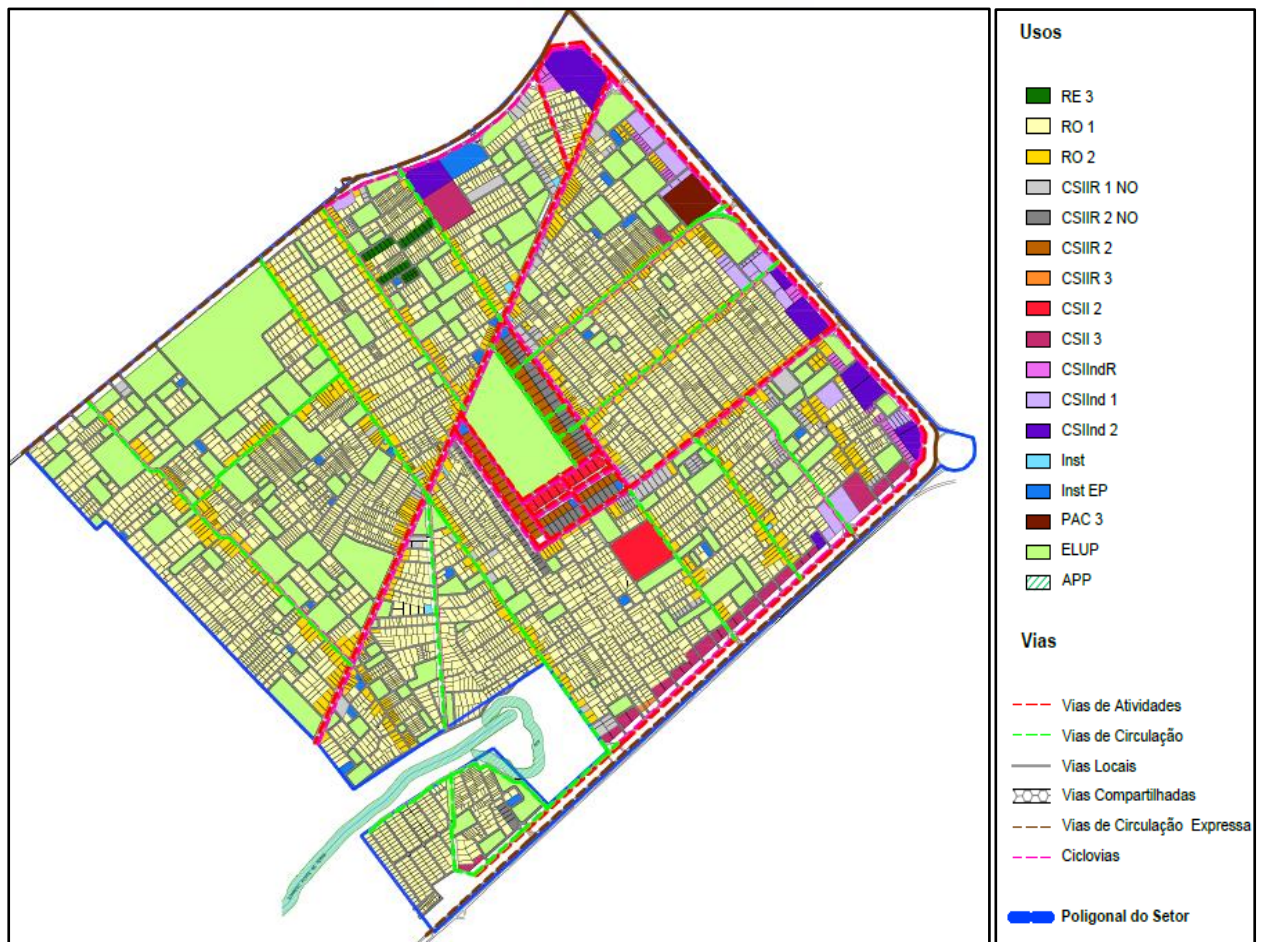 Usos
RE 3
RO 1
RO 2
CSIIR 1 NO
CSIIR 2 NO
CSIIR 2
CSIIR 3
CSII 2
CSII 3
CSIIndR
CSIInd 1
CSIInd 2
Inst
Inst EP
PAC 3
ELUP
APP
Vias
Vias de Atividades
Vias de Circulação
Vias Locais
Vias Compartilhadas
Vias de Circulação Expressa
Ciclovias
Poligonal do Setor